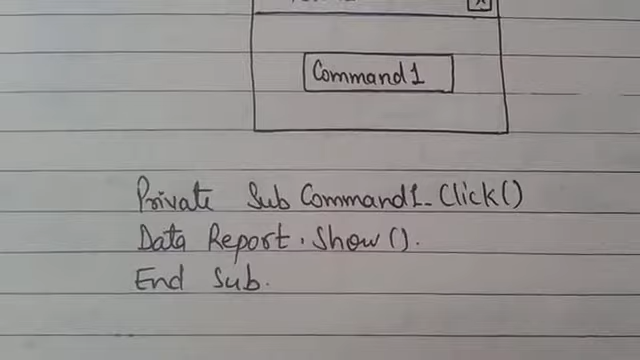 Command1
Private Sub Command1_Click()
Data Report.Show().
End Sub.